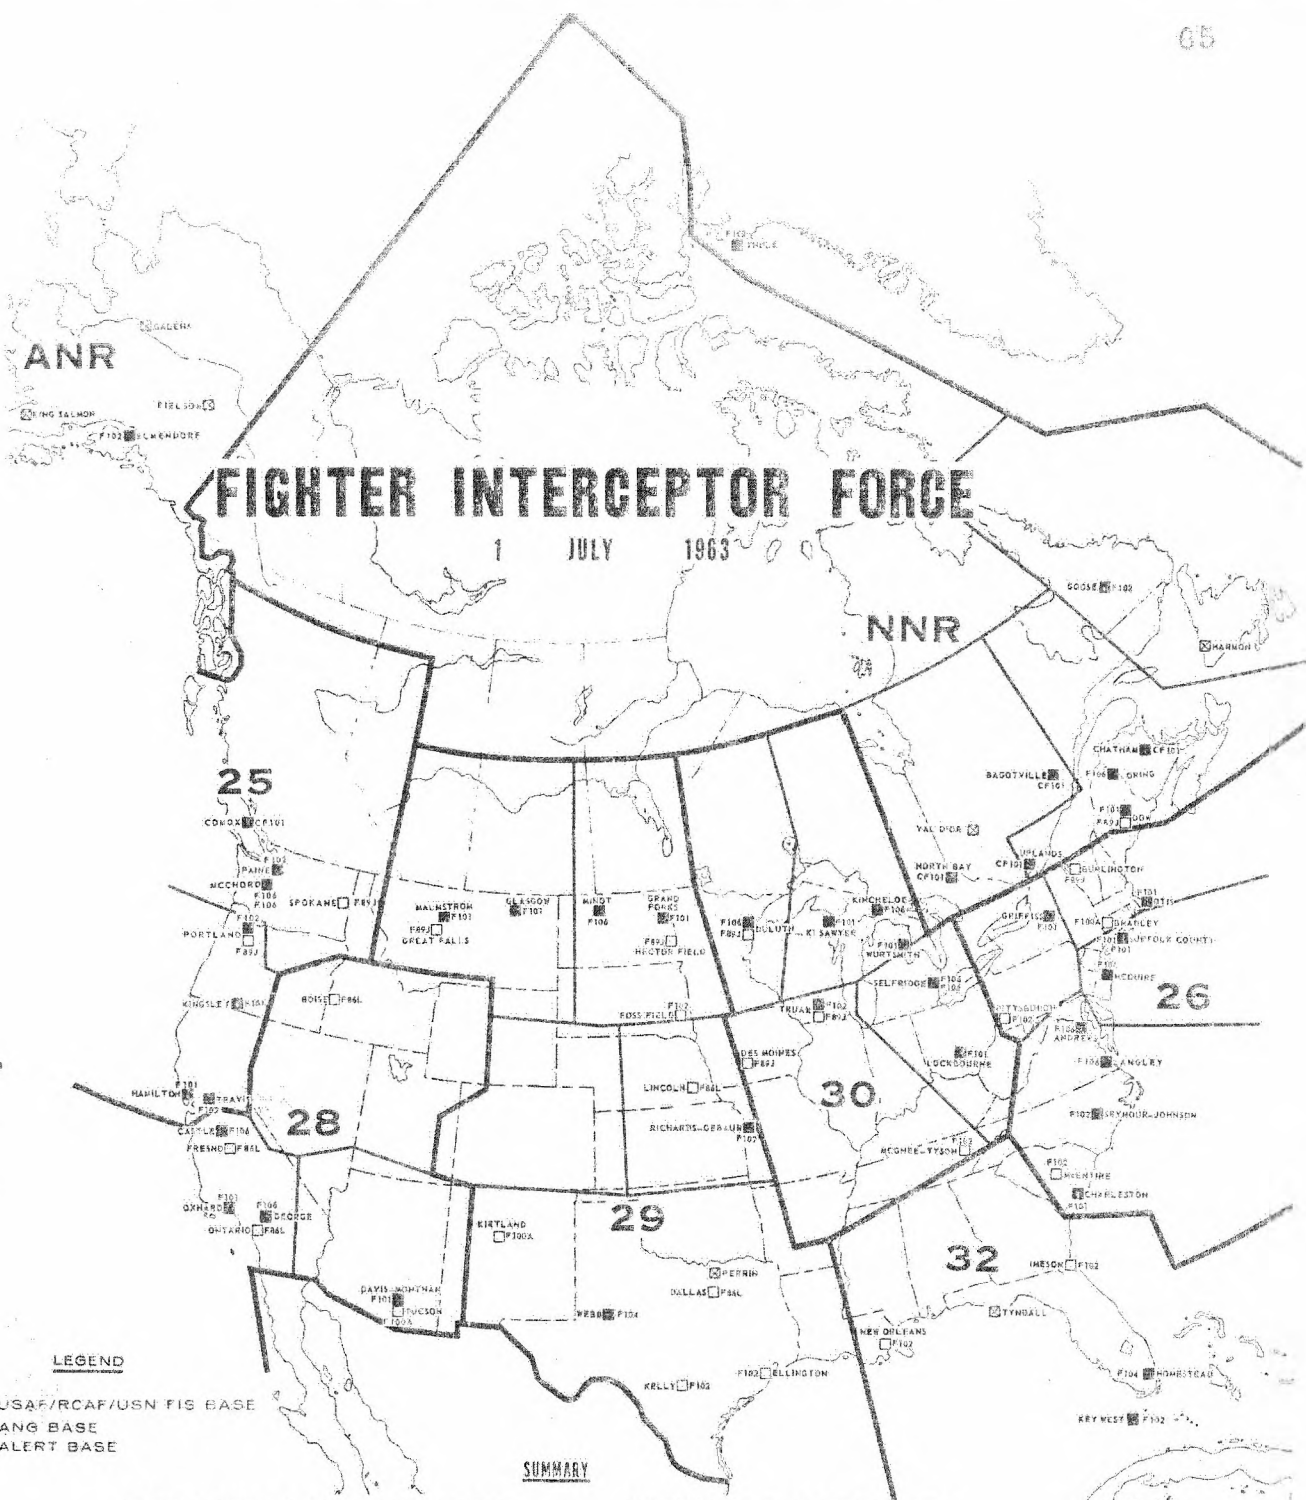 65
THULE
GALENA
ANR
KING SALMON
EIELSON
F102 ELMENDORF
FIGHTER INTERCEPTOR FORCE
1 JULY 1963
GOOSE F102
NNR
HARMON
25
CHATHAM CF101
BAGOTVILLE
CF101
F106 LORING
COMOX CF101
F101
F89J DOW
VAL D'OR
F102
PAINE
NORTH BAY
CF101
UPLANDS
CF101
BURLINGTON
F89J
MCCHORD
F106
F106
SPOKANE F89J
MALMSTROM
F101
F89J
GREAT FALLS
GLASGOW
F101
MINOT
F106
GRAND
FORKS
F101
F89J
HECTOR FIELD
F106
F89J
DULUTH
F101
KI SAWYER
KINCHELOE
F106
F101
OTIS
GRIFFISS
F101
F100A BRADLEY
F102
PORTLAND
F89J
F101
WURTSMITH
F101 SUFFOLK COUNTY
F101
SELFRIDGE F106
F106
MCGUIRE
26
KINGSLEY F101
BOISE F86L
F102
FOSS FIELD
TRUAX F102
F89J
PITTSBURGH
F102
ANDREWS
DES MOINES
F89J
F101
LOCKBOURNE
F106 LANGLEY
HAMILTON F101
TRAVIS
F102
LINCOLN F86L
30
28
CASTLE F106
FRESNO F86L
RICHARDS-GEBAUR
F102
F102 SEYMOUR-JOHNSON
F102
MCGHEE-TYSON
F102
MCENTIRE
CHARLESTON
F101
OXNARD F101
F106
GEORGE
ONTARIO F86L
29
KIRTLAND
F100A
32
IMESON F102
PERRIN
DALLAS F86L
DAVIS-MONTHAN
F101
TUCSON
F100A
WEBB F104
TYNDALL
NEW ORLEANS
F102
LEGEND
F102 ELLINGTON
KELLY F102
F104 HOMESTEAD
USAF/RCAF/USN FIS BASE
ANG BASE
ALERT BASE
KEY WEST F102
SUMMARY